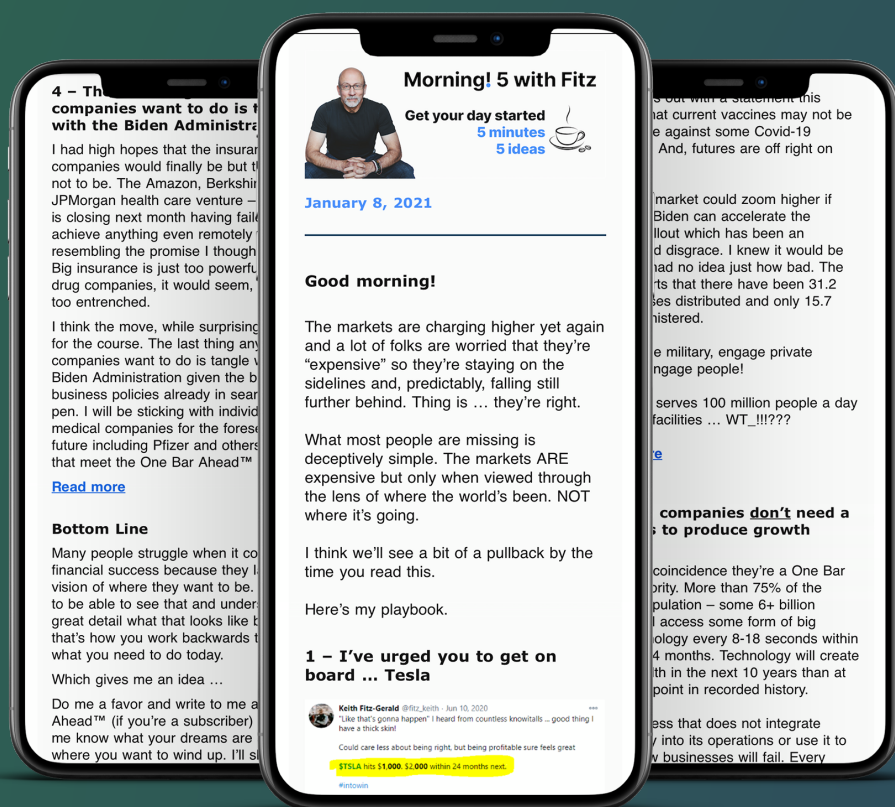 4 – Th
companies want to do is
with the Biden Administra
I had high hopes that the insuran
companies would finally be but
not to be. The Amazon, Berkshir
JPMorgan health care venture –
is closing next month having faile
achieve anything even remotely
resembling the promise I though
Big insurance is just too powerfu
drug companies, it would seem,
too entrenched.
I think the move, while surprising
for the course. The last thing any
companies want to do is tangle
Biden Administration given the b
business policies already in sear
pen. I will be sticking with individ
medical companies for the forese
future including Pfizer and others
that meet the One Bar Ahead™
Read more
Bottom Line
Many people struggle when it co
financial success because they la
vision of where they want to be.
to be able to see that and under
great detail what that looks like b
that's how you work backwards t
what you need to do today.
Which gives me an idea …
Do me a favor and write to me a
Ahead™ (if you're a subscriber)
me know what your dreams are
where you want to wind up. I'll sh
Morning! 5 with Fitz
Get your day started
5 minutes
5 ideas
January 8, 2021
Good morning!
The markets are charging higher yet again
and a lot of folks are worried that they're
“expensive” so they're staying on the
sidelines and, predictably, falling still
further behind. Thing is … they're right.
What most people are missing is
deceptively simple. The markets ARE
expensive but only when viewed through
the lens of where the world's been. NOT
where it's going.
I think we'll see a bit of a pullback by the
time you read this.
Here's my playbook.
1 – I've urged you to get on
board … Tesla
Keith Fitz-Gerald @fitz_keith · Jun 10, 2020
"Like that's gonna happen" I heard from countless knowitalls ... good thing I
have a thick skin!
Could care less about being right, but being profitable sure feels great
$TSLA hits $1,000, $2,000 within 24 months next.
#intowin
s out with a statement this
hat current vaccines may not be
e against some Covid-19
And, futures are off right on
market could zoom higher if
Biden can accelerate the
llout which has been an
d disgrace. I knew it would be
had no idea just how bad. The
rts that there have been 31.2
ses distributed and only 15.7
nistered.
e military, engage private
ngage people!
serves 100 million people a day
facilities … WT_!!!???
re
companies don't need a
s to produce growth
coincidence they're a One Bar
ority. More than 75% of the
pulation – some 6+ billion
l access some form of big
nology every 8-18 seconds within
4 months. Technology will create
lth in the next 10 years than at
point in recorded history.
ess that does not integrate
y into its operations or use it to
w businesses will fail. Every